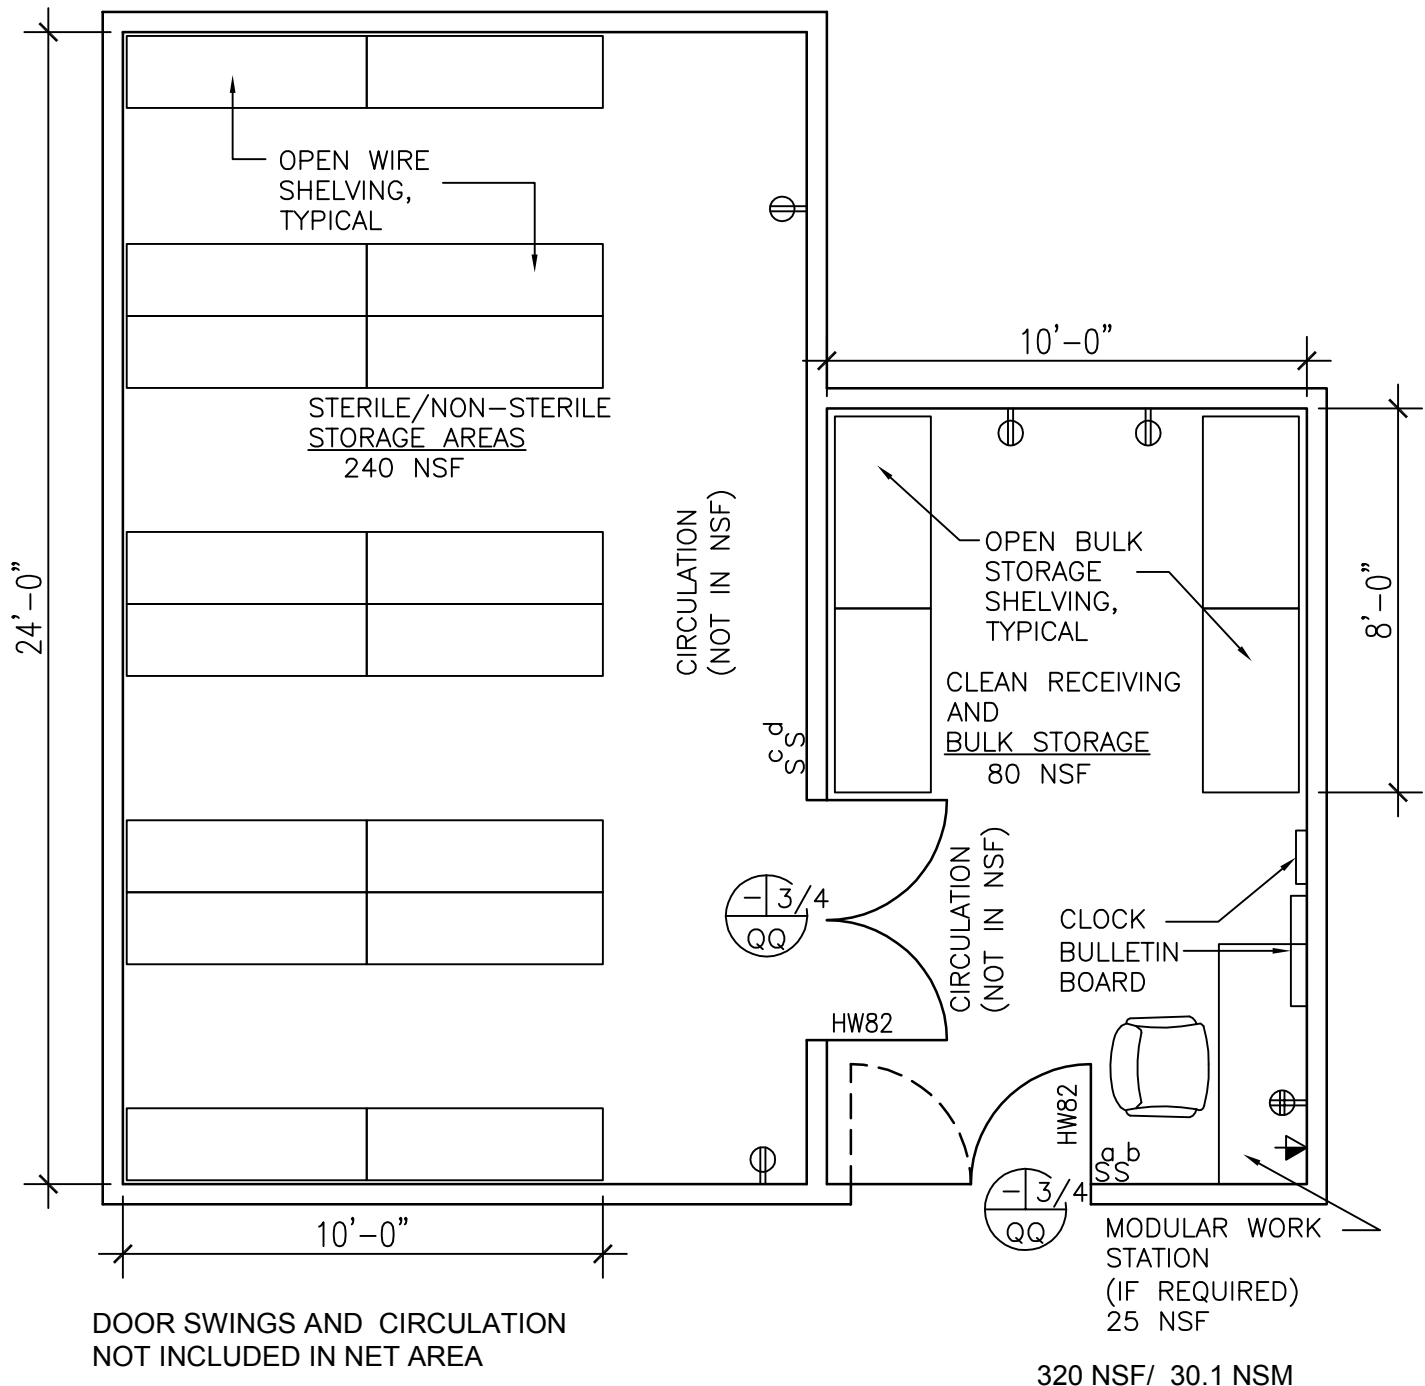 OPEN WIRE
SHELVING,
TYPICAL
24'-0"
STERILE/NON-STERILE
STORAGE AREAS
240 NSF
CIRCULATION
(NOT IN NSF)
10'-0"
8'-0"
OPEN BULK
STORAGE
SHELVING,
TYPICAL
CLEAN RECEIVING
AND
BULK STORAGE
80 NSF
c d
S S
CIRCULATION
(NOT IN NSF)
- 3/4
QQ
HW82
CLOCK
BULLETIN
BOARD
HW82
a b
SS
- 3/4
QQ
MODULAR WORK
STATION
(IF REQUIRED)
25 NSF
10'-0"
DOOR SWINGS AND CIRCULATION
NOT INCLUDED IN NET AREA
320 NSF/ 30.1 NSM